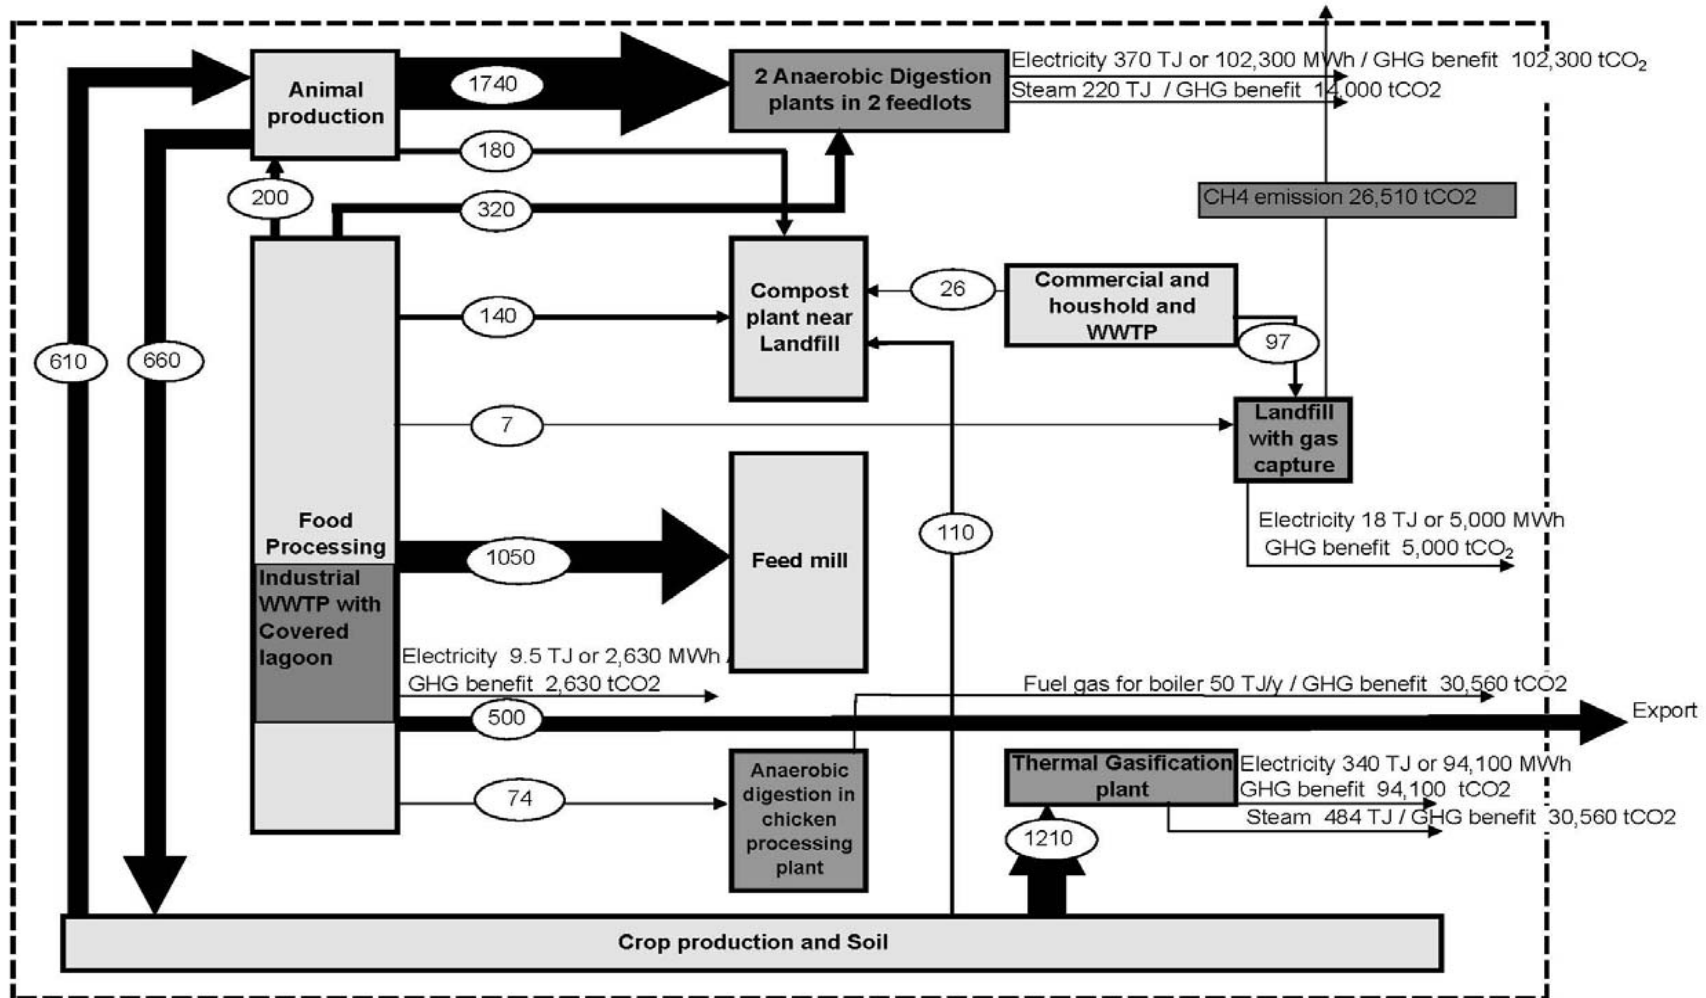 Animal
production
1740
2 Anaerobic Digestion
plants in 2 feedlots
Electricity 370 TJ or 102,300 MWh / GHG benefit 102,300 tCO2
Steam 220 TJ / GHG benefit 14,000 tCO2
180
200
320
CH4 emission 26,510 tCO2
140
Compost
plant near
Landfill
26
Commercial and
houshold and
WWTP
97
610
660
7
Landfill
with gas
capture
Food
Processing
1050
Feed mill
110
Electricity 18 TJ or 5,000 MWh
GHG benefit 5,000 tCO2
Industrial
WWTP with
Covered
lagoon
Electricity 9.5 TJ or 2,630 MWh /
GHG benefit 2,630 tCO2
Fuel gas for boiler 50 TJ/y / GHG benefit 30,560 tCO2
500
Export
74
Anaerobic
digestion in
chicken
processing
plant
Thermal Gasification
plant
Electricity 340 TJ or 94,100 MWh
GHG benefit 94,100 tCO2
Steam 484 TJ / GHG benefit 30,560 tCO2
1210
Crop production and Soil